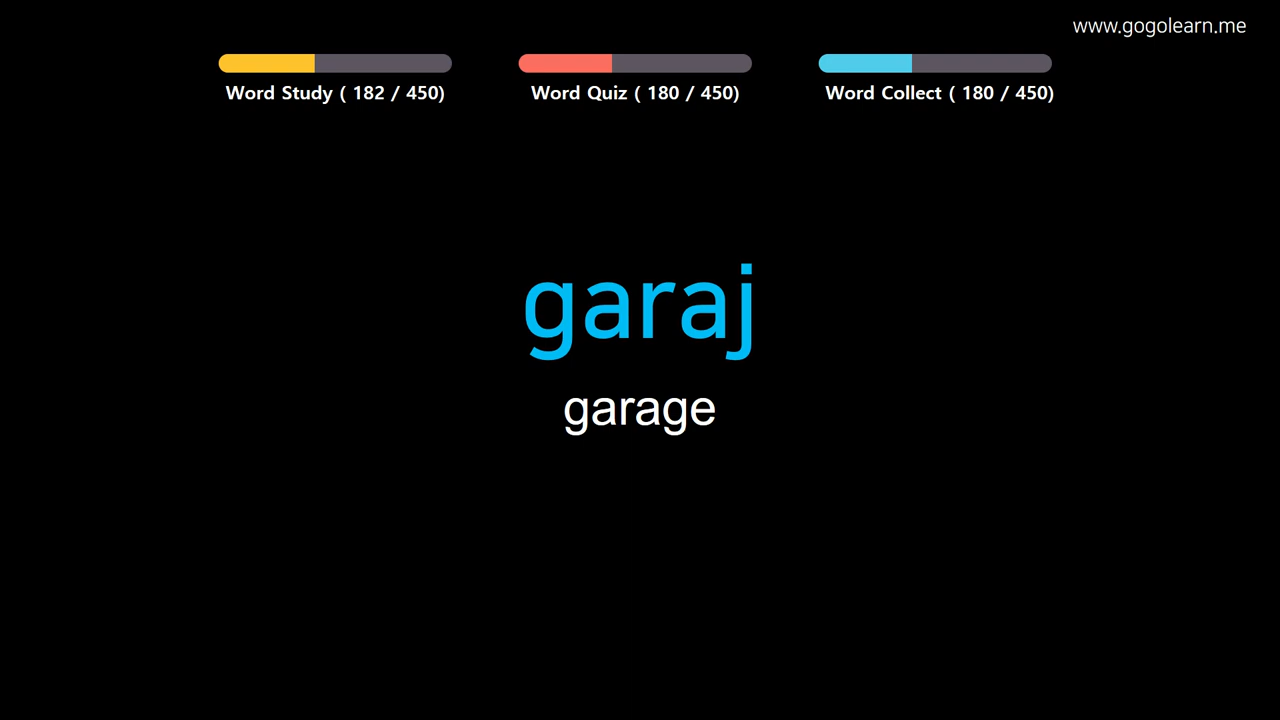 www.gogolearn.me
Word Study ( 182 / 450)
Word Quiz ( 180 / 450)
Word Collect ( 180 / 450)
garaj
garage